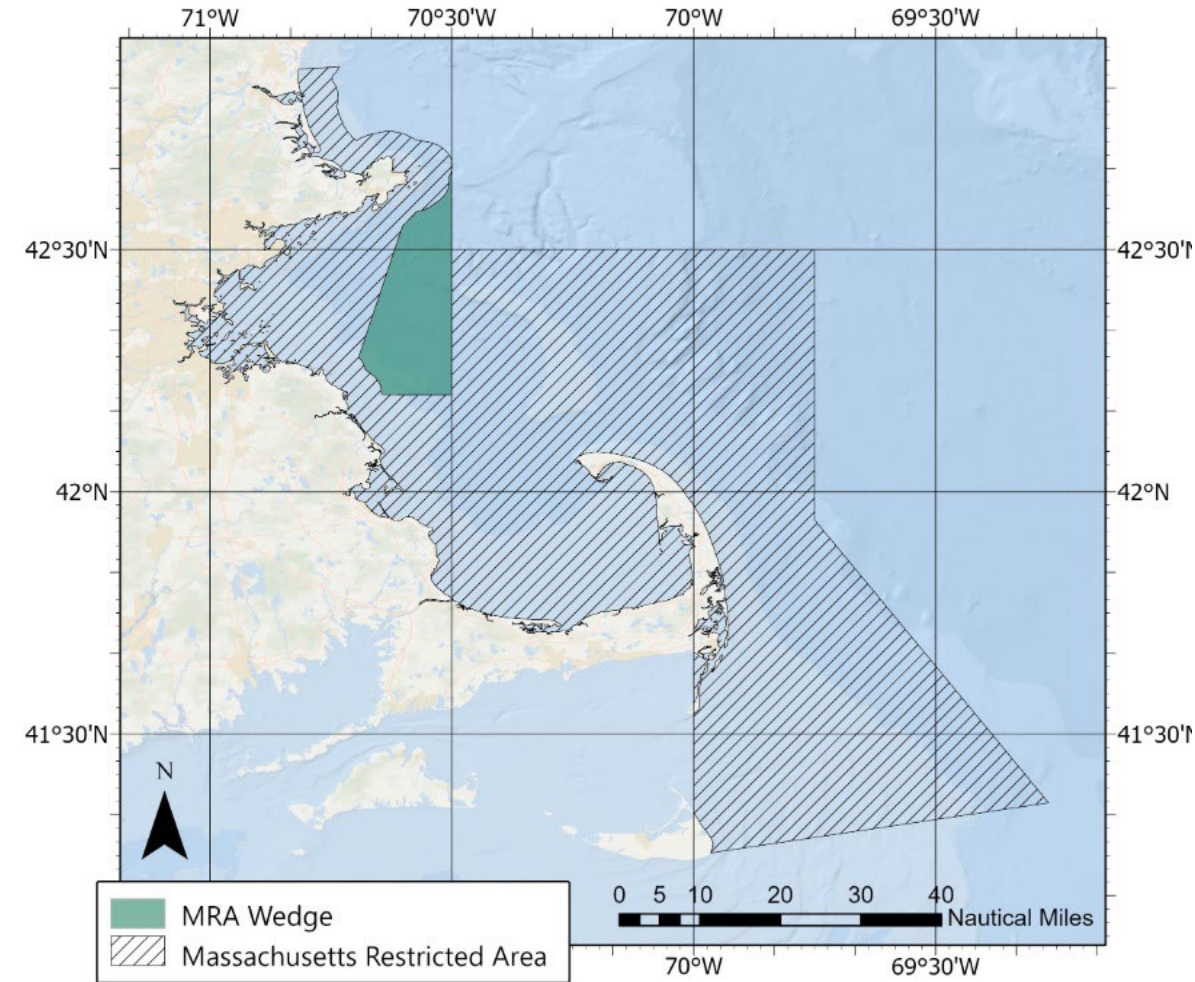 71°W 70°30'W 70°W 69°30'W
42°30'N 42°30'N
42°N 42°N
41°30'N 41°30'N
N
MRA Wedge
Massachusetts Restricted Area
0 5 10 20 30 40
Nautical Miles
70°W 69°30'W